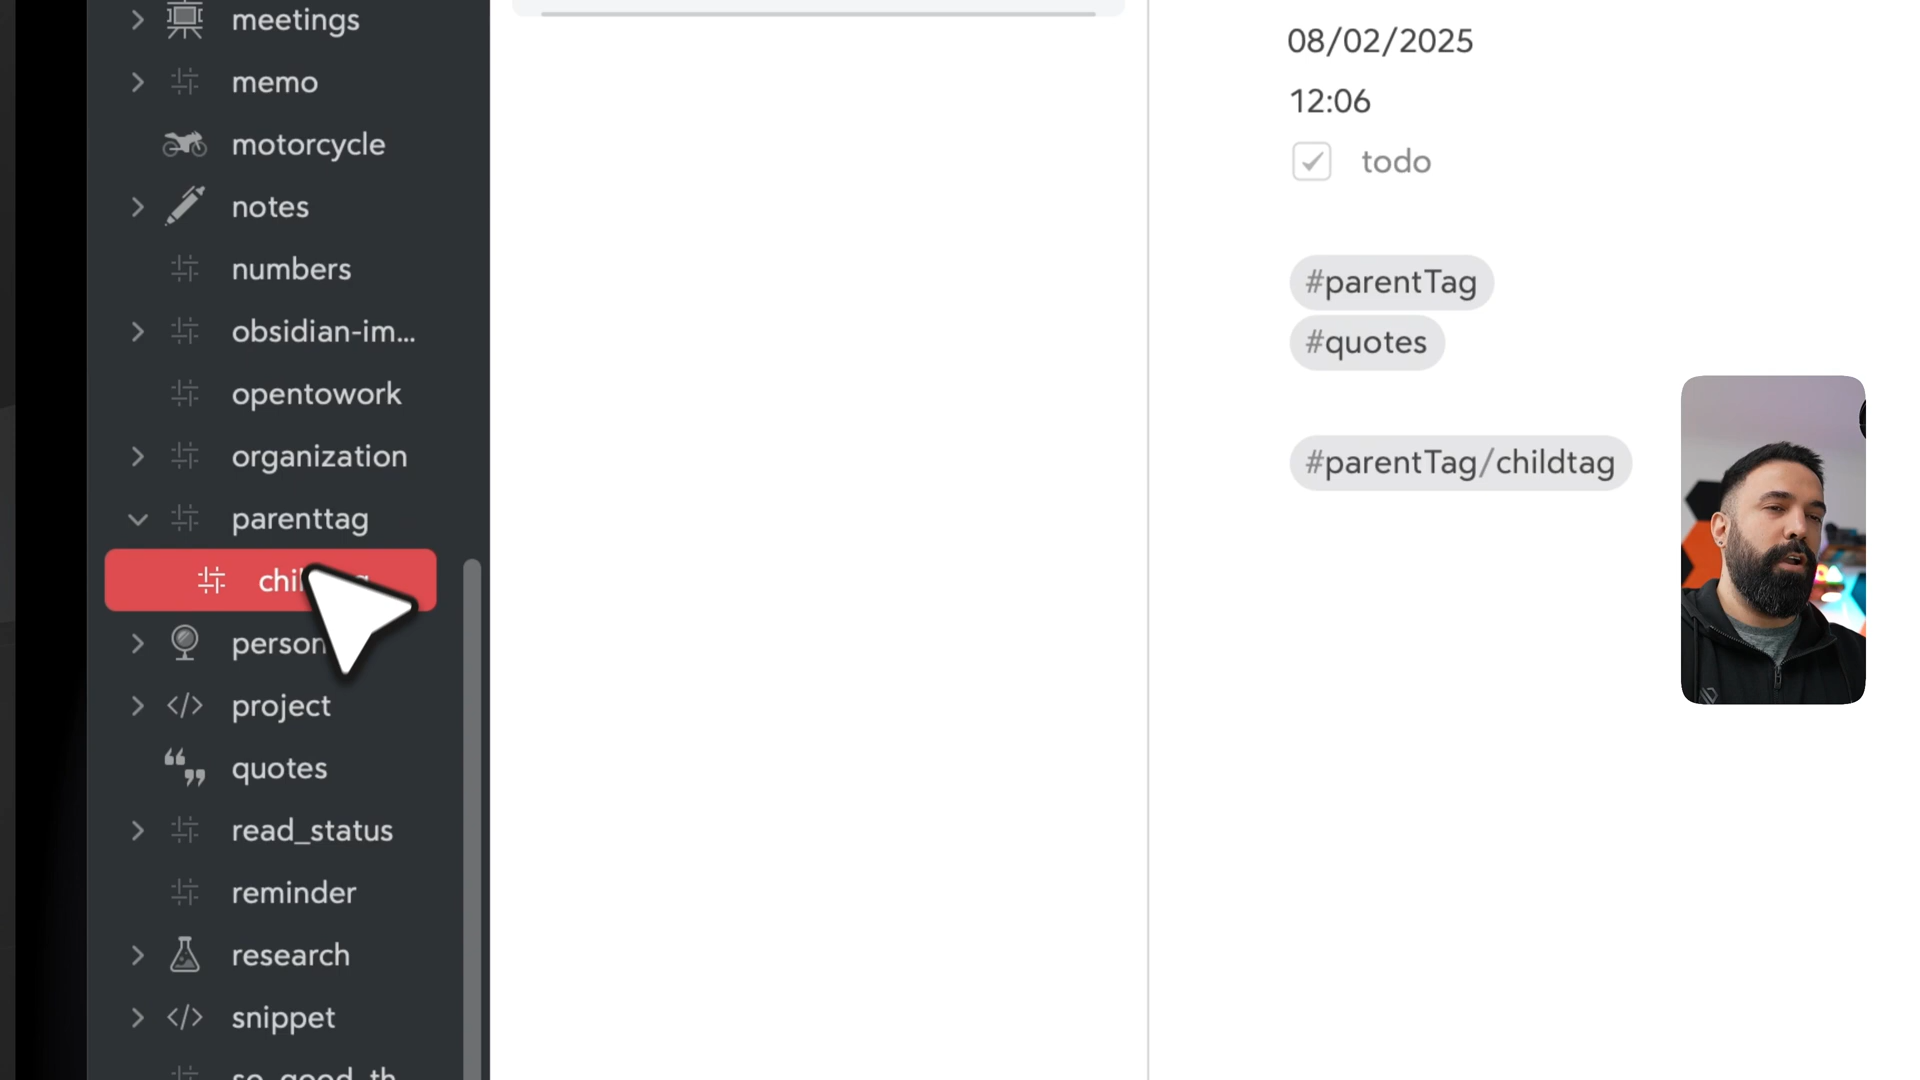 meetings
memo
motorcycle
notes
numbers
obsidian-im...
opentowork
organization
parenttag
project
quotes
read_status
reminder
research
snippet
08/02/2025
12:06
todo
#parentTag
#quotes
#parentTag/childtag